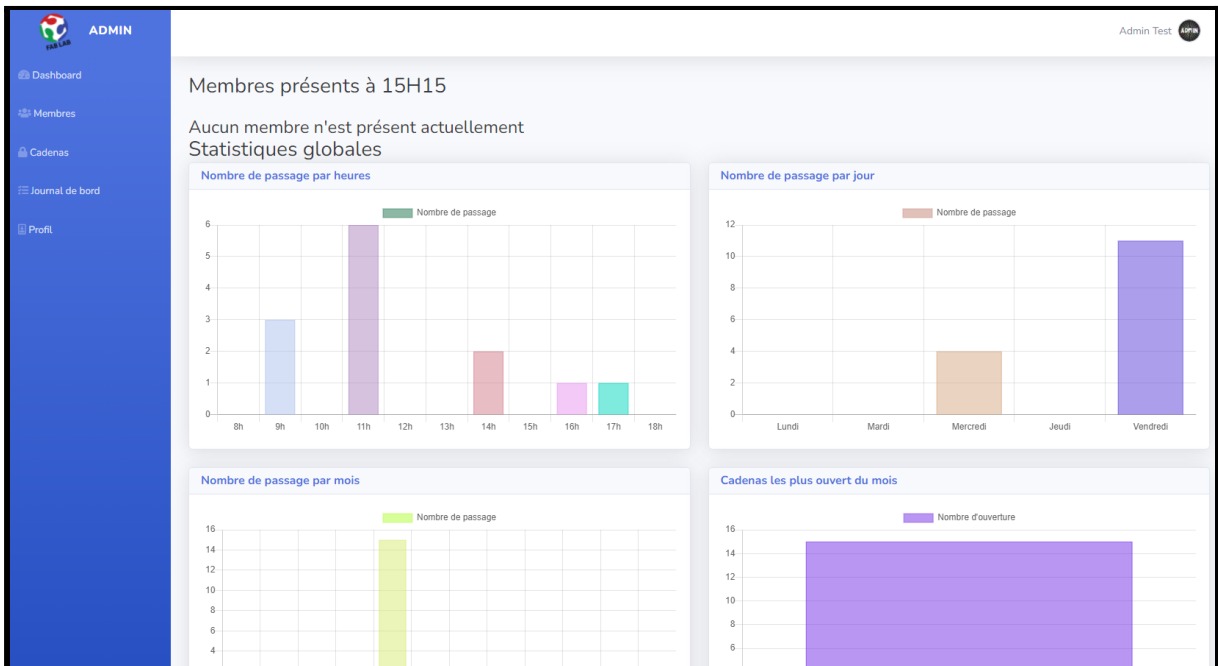 FAB LAB
ADMIN
Admin Test
ADMIN
Dashboard
Membres
Cadenas
Journal de bord
Profil
Membres présents à 15H15
Aucun membre n'est présent actuellement
Statistiques globales
Nombre de passage par heures
Nombre de passage
6
5
4
3
2
1
0
8h 9h 10h 11h 12h 13h 14h 15h 16h 17h 18h
Nombre de passage par jour
Nombre de passage
12
10
8
6
4
2
0
Lundi Mardi Mercredi Jeudi Vendredi
Nombre de passage par mois
Nombre de passage
16
14
12
10
8
6
4
Cadenas les plus ouvert du mois
Nombre d'ouverture
16
14
12
10
8
6